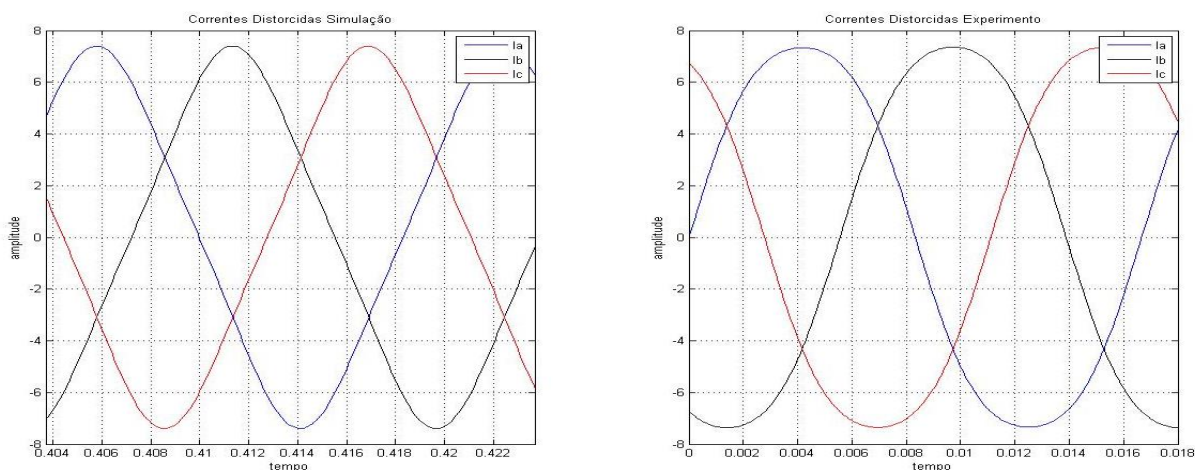 Correntes Distorcidas Simulação
8
6
4
2
0
-2
-4
-6
-8
amplitude
Ia
Ib
Ic
0.404 0.406 0.408 0.41 0.412 0.414 0.416 0.418 0.42 0.422
tempo
Correntes Distorcidas Experimento
8
6
4
2
0
-2
-4
-6
-8
amplitude
Ia
Ib
Ic
0 0.002 0.004 0.006 0.008 0.01 0.012 0.014 0.016 0.018
tempo